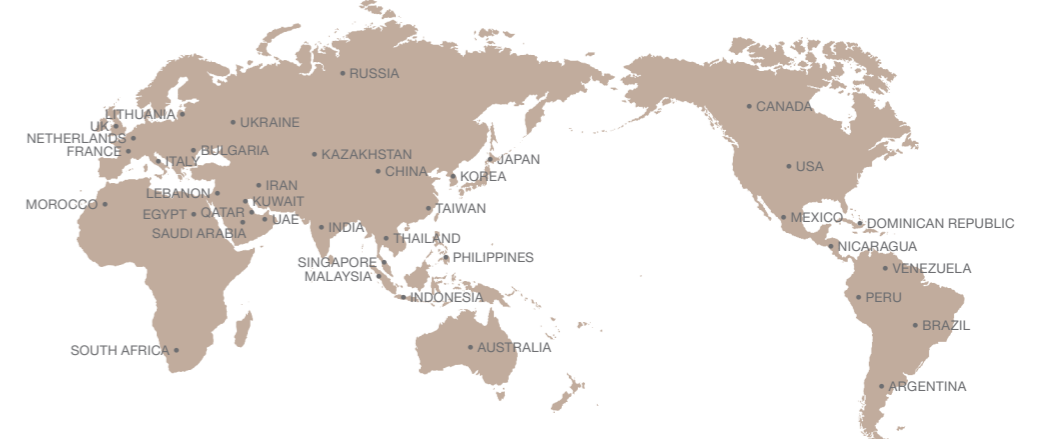 RUSSIA
CANADA
LITHUANIA
UKRAINE
UK
NETHERLANDS
FRANCE
BULGARIA
ITALY
KAZAKHSTAN
JAPAN
USA
CHINA
KOREA
IRAN
LEBANON
KUWAIT
MOROCCO
TAIWAN
EGYPT
QATAR
UAE
MEXICO
DOMINICAN REPUBLIC
INDIA
SAUDI ARABIA
THAILAND
NICARAGUA
PHILIPPINES
SINGAPORE
VENEZUELA
MALAYSIA
INDONESIA
PERU
BRAZIL
AUSTRALIA
SOUTH AFRICA
ARGENTINA